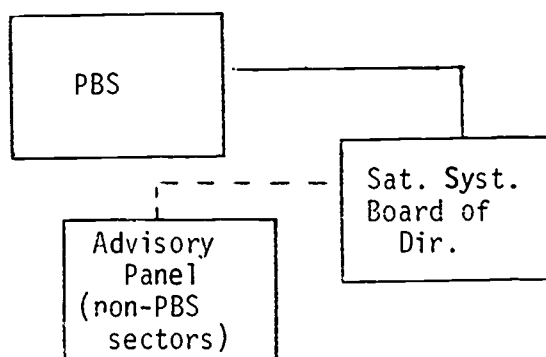 PBS
Sat. Syst.
Board of
Dir.
Advisory
Panel
(non-PBS
sectors)